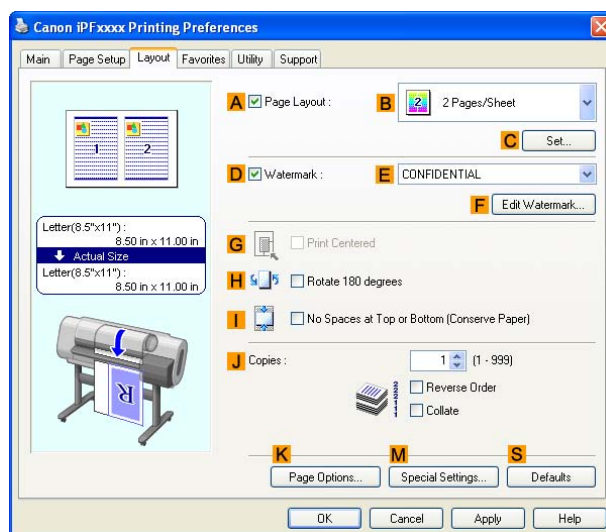 Canon iPFxxxx Printing Preferences
Main Page Setup Layout Favorites Utility Support
A Page Layout : B 2 2 Pages/Sheet
C Set...
D Watermark : E CONFIDENTIAL
F Edit Watermark...
1 2
Letter(8.5"x11") :
8.50 in x 11.00 in
Actual Size
Letter(8.5"x11") :
8.50 in x 11.00 in
G Print Centered
H Rotate 180 degrees
I No Spaces at Top or Bottom (Conserve Paper)
J Copies : 1 (1 - 999)
Reverse Order
Collate
R
K M S
Page Options... Special Settings... Defaults
OK Cancel Apply Help